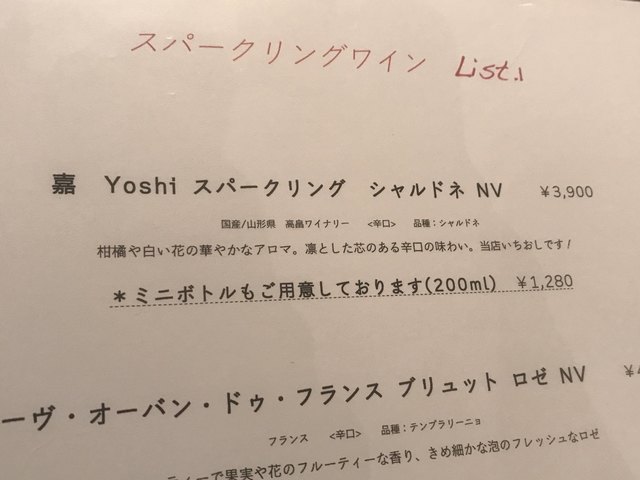 スパークリングワイン List.1
嘉 Yoshi スパークリング シャルドネ NV ¥3,900
国産/山形県 高畠ワイナリー <辛口> 品種：シャルドネ
柑橘や白い花の華やかなアロマ。凛とした芯のある辛口の味わい。当店いちおしです！
＊ミニボトルもご用意しております(200ml) ¥1,280
ーヴ・オーバン・ドゥ・フランス ブリュット ロゼ NV ¥4
フランス <辛口> 品種：テンプラリーニョ
ティーで果実や花のフルーティーな香り、きめ細かな泡のフレッシュなロゼ